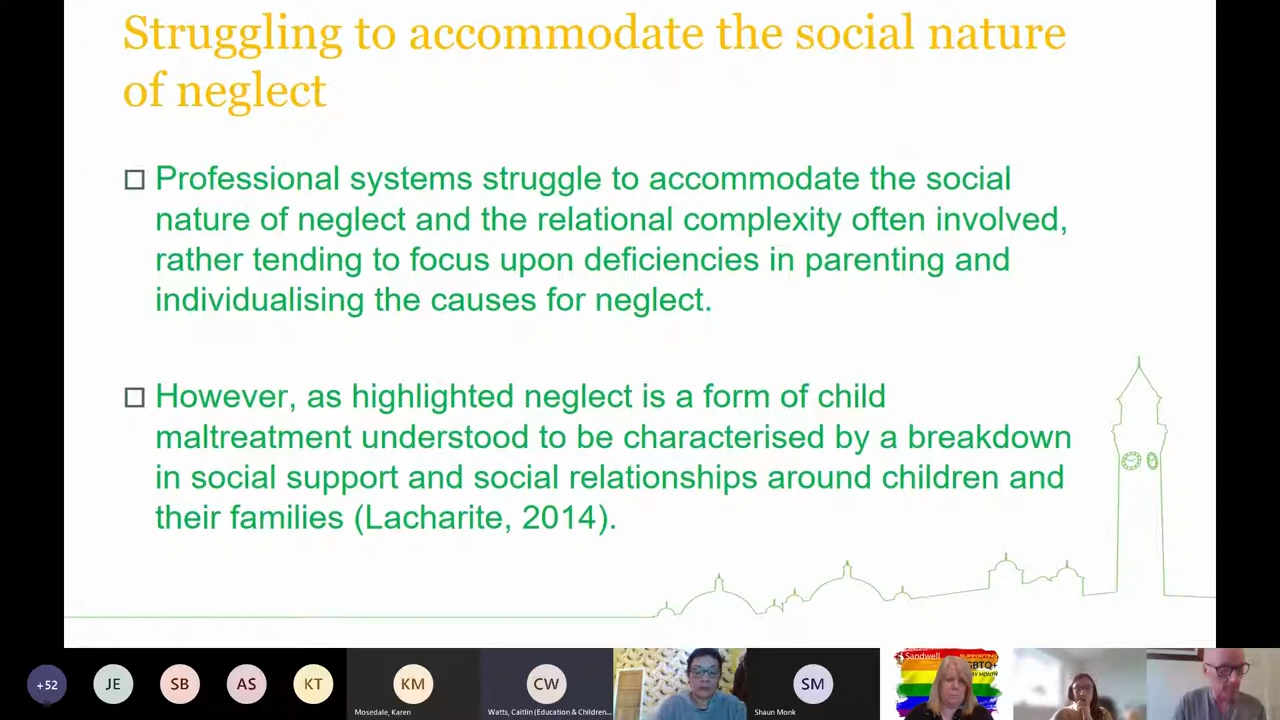 Struggling to accommodate the social nature
of neglect
Professional systems struggle to accommodate the social
nature of neglect and the relational complexity often involved,
rather tending to focus upon deficiencies in parenting and
individualising the causes for neglect.
However, as highlighted neglect is a form of child
maltreatment understood to be characterised by a breakdown
in social support and social relationships around children and
their families (Lacharite, 2014).
+52
JE
SB
AS
KT
KM
Mosedale, Karen
CW
Watts, Caitlin (Education & Children...
SM
Shaun Monk
Sandwell